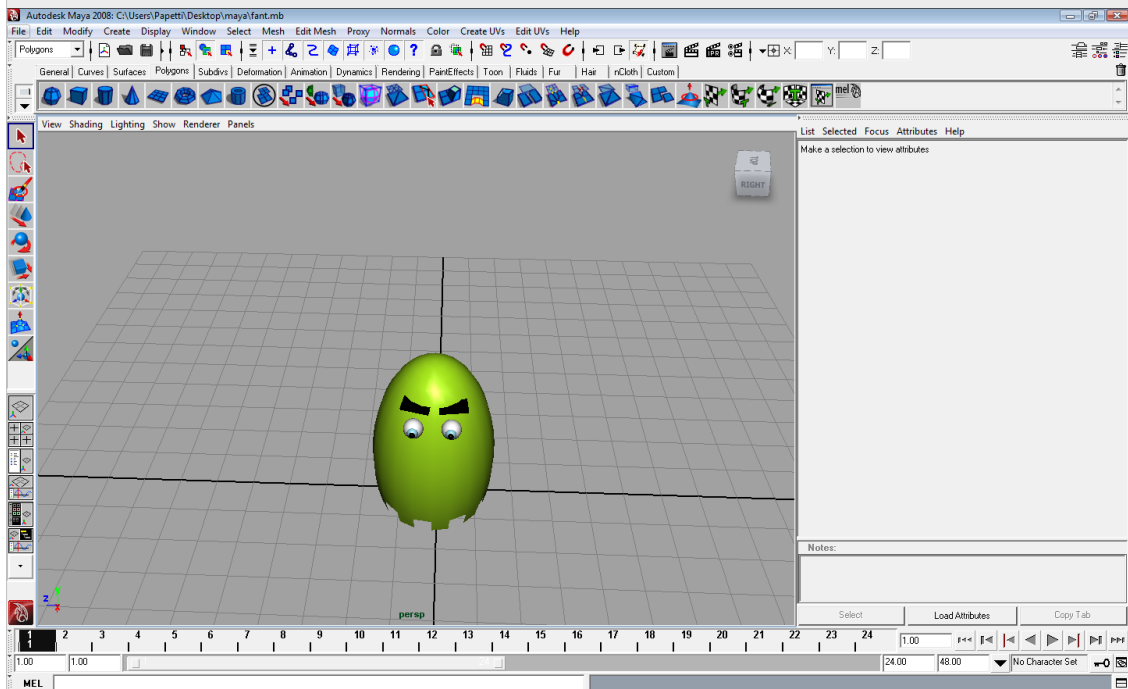 Autodesk Maya 2008: C:\Users\Papetti\Desktop\maya\fant.mb
File Edit Modify Create Display Window Select Mesh Edit Mesh Proxy Normals Color Create UVs Edit UVs Help
Polygons X: Y: Z:
General Curves Surfaces Polygons Subdivs Deformation Animation Dynamics Rendering PaintEffects Toon Fluids Fur Hair nCloth Custom
mel
View Shading Lighting Show Renderer Panels
List Selected Focus Attributes Help
Make a selection to view attributes
RIGHT
Notes:
z y x
persp
Select Load Attributes Copy Tab
1 2 3 4 5 6 7 8 9 10 11 12 13 14 15 16 17 18 19 20 21 22 23 24
1 1.00
1.00 1.00 24 24.00 48.00 No Character Set
MEL